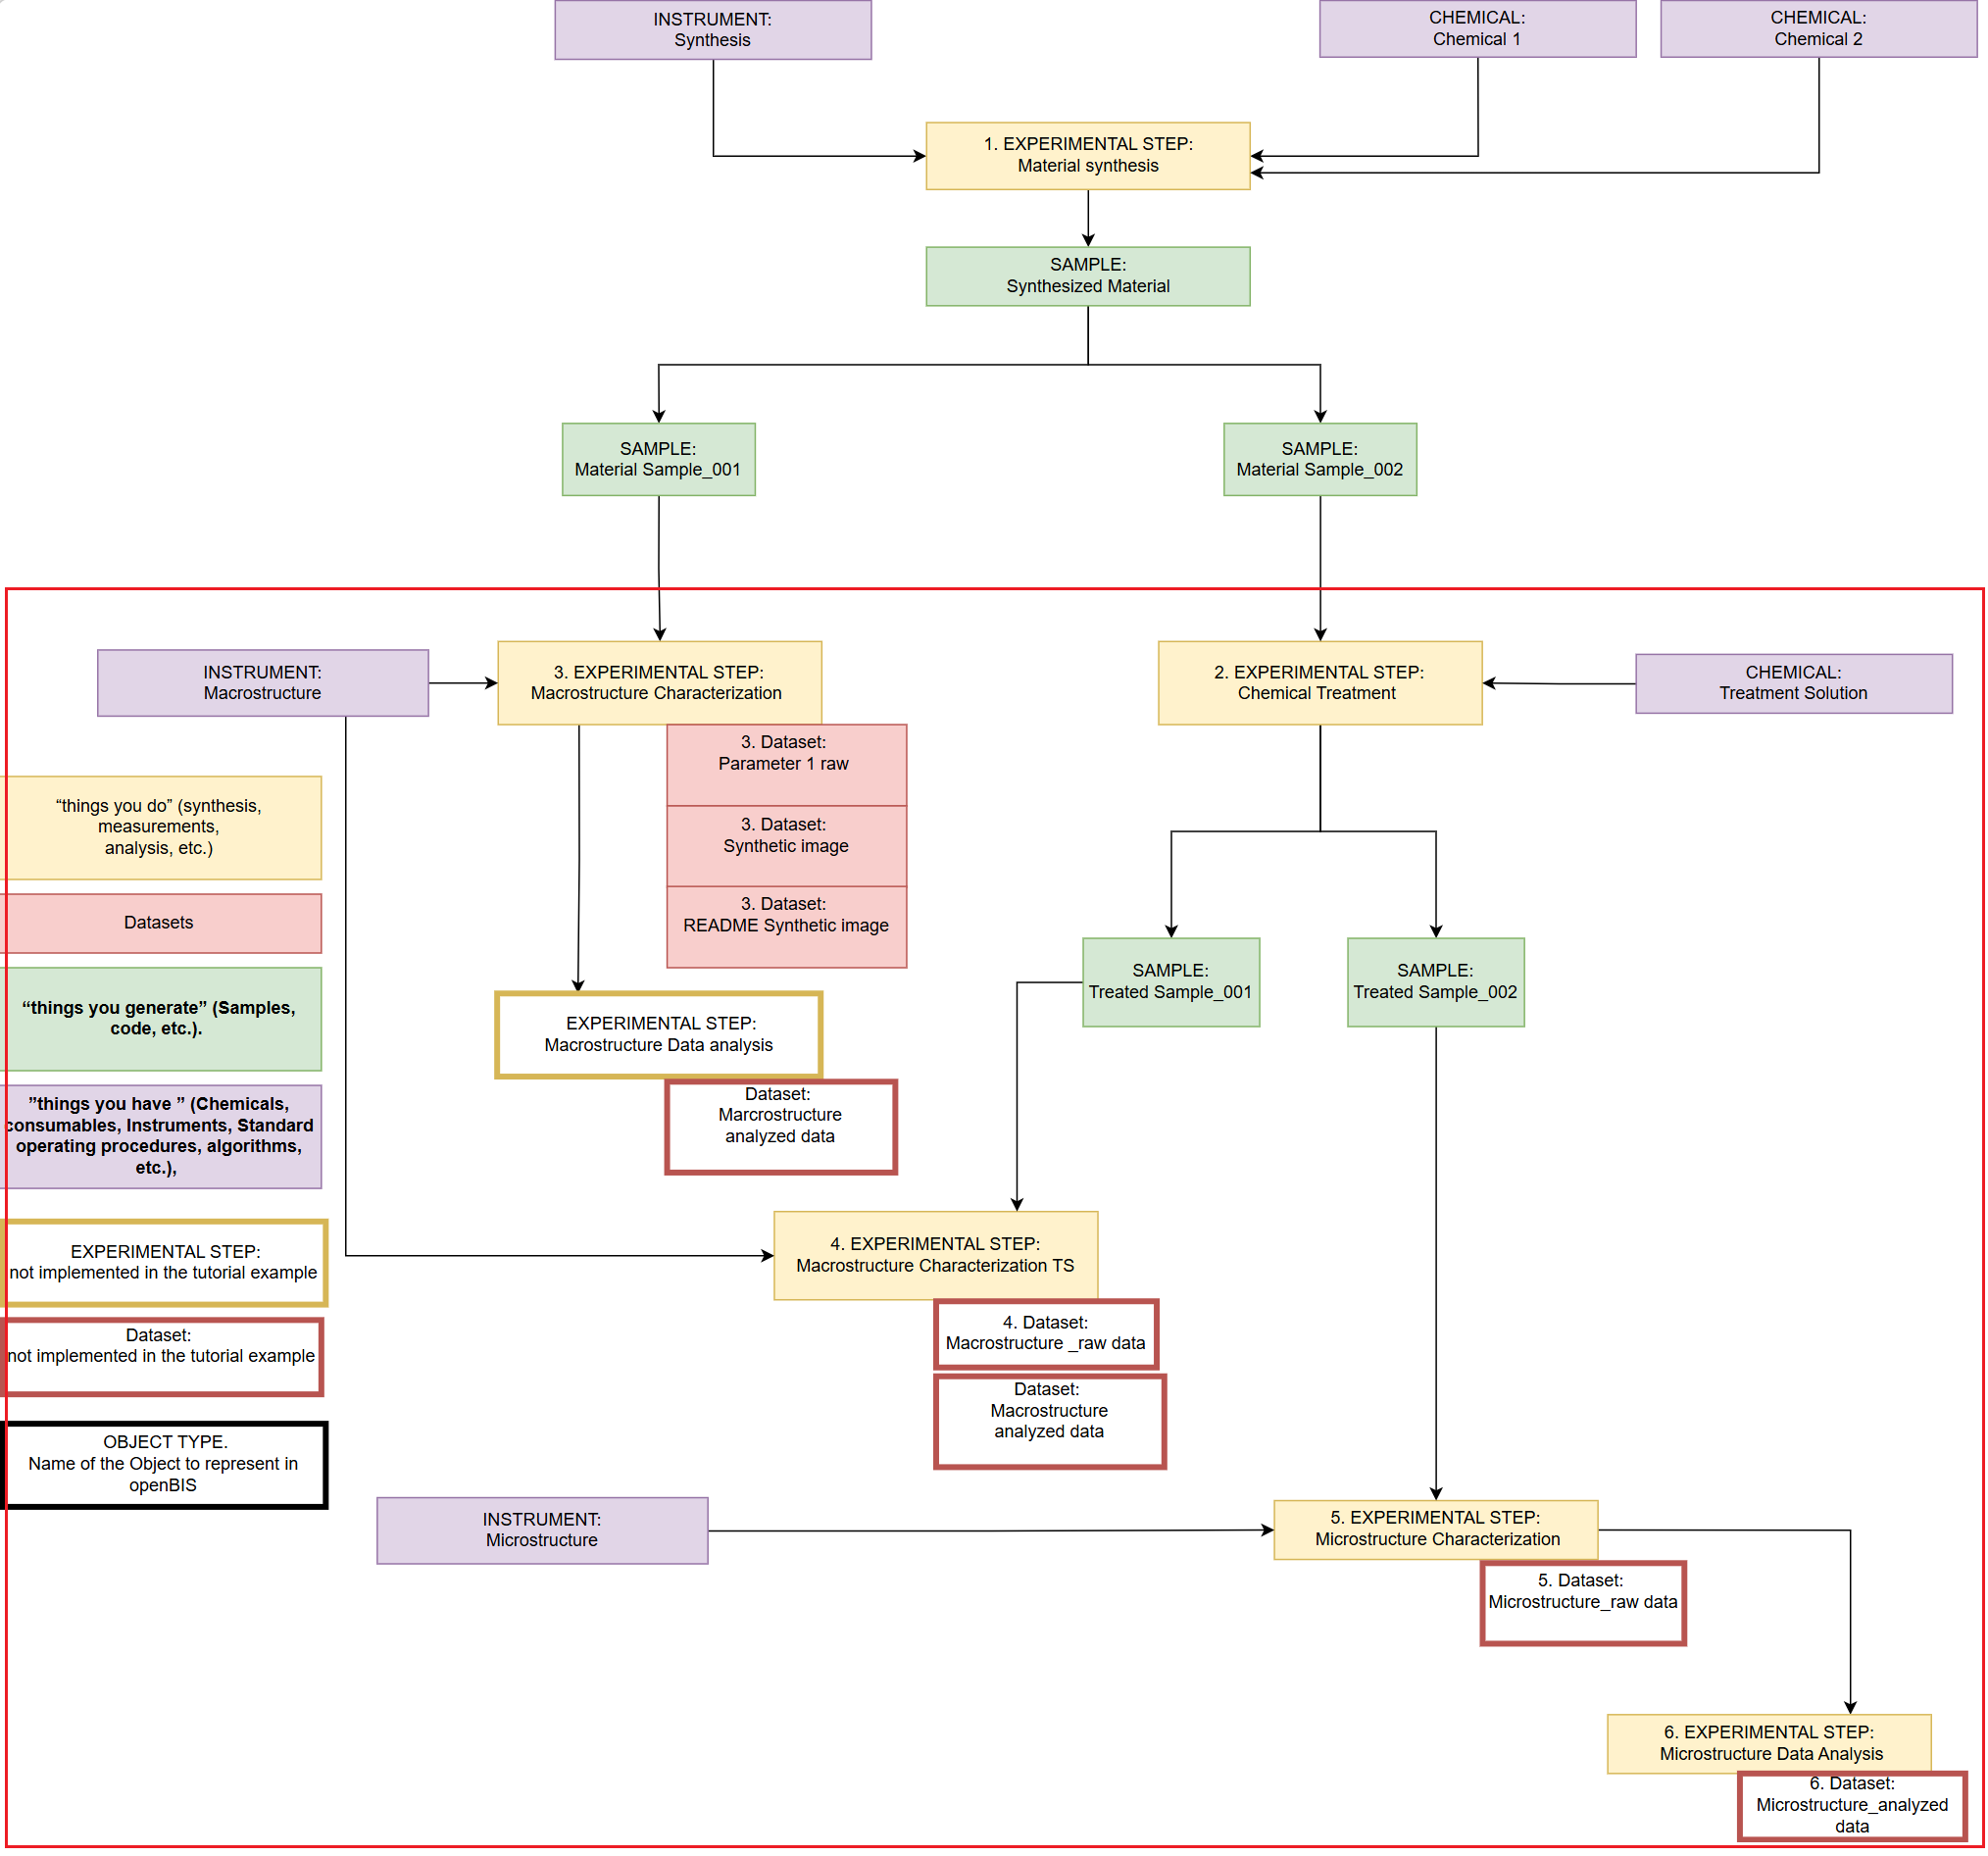 INSTRUMENT:
Synthesis
CHEMICAL:
Chemical 1
CHEMICAL:
Chemical 2
1. EXPERIMENTAL STEP:
Material synthesis
SAMPLE:
Synthesized Material
SAMPLE:
Material Sample_001
SAMPLE:
Material Sample_002
INSTRUMENT:
Macrostructure
3. EXPERIMENTAL STEP:
Macrostructure Characterization
2. EXPERIMENTAL STEP:
Chemical Treatment
CHEMICAL:
Treatment Solution
3. Dataset:
Parameter 1 raw
3. Dataset:
Synthetic image
3. Dataset:
README Synthetic image
“things you do” (synthesis,
measurements,
analysis, etc.)
Datasets
“things you generate” (Samples,
code, etc.).
”things you have ” (Chemicals,
consumables, Instruments, Standard
operating procedures, algorithms,
etc.),
EXPERIMENTAL STEP:
not implemented in the tutorial example
Dataset:
not implemented in the tutorial example
OBJECT TYPE.
Name of the Object to represent in
openBIS
SAMPLE:
Treated Sample_001
SAMPLE:
Treated Sample_002
EXPERIMENTAL STEP:
Macrostructure Data analysis
Dataset:
Marcrostructure
analyzed data
4. EXPERIMENTAL STEP:
Macrostructure Characterization TS
4. Dataset:
Macrostructure _raw data
Dataset:
Macrostructure
analyzed data
INSTRUMENT:
Microstructure
5. EXPERIMENTAL STEP:
Microstructure Characterization
5. Dataset:
Microstructure_raw data
6. EXPERIMENTAL STEP:
Microstructure Data Analysis
6. Dataset:
Microstructure_analyzed
data